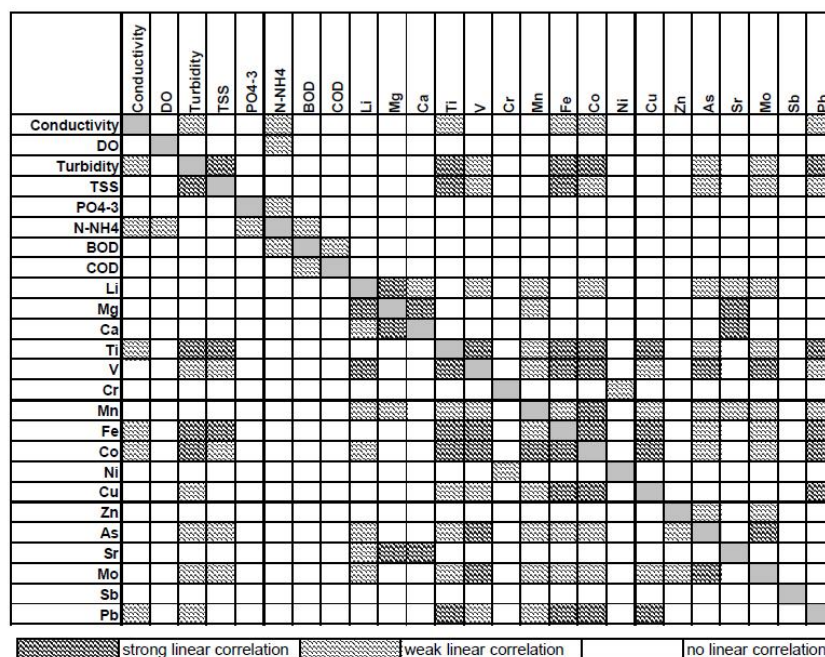 Conductivity DO Turbidity TSS PO4-3 N-NH4 BOD COD Li Mg Ca Ti V Cr Mn Fe Co Ni Cu Zn As Sr Mo Sb Pb
Conductivity
DO
Turbidity
TSS
PO4-3
N-NH4
BOD
COD
Li
Mg
Ca
Ti
V
Cr
Mn
Fe
Co
Ni
Cu
Zn
As
Sr
Mo
Sb
Pb
strong linear correlation weak linear correlation no linear correlation